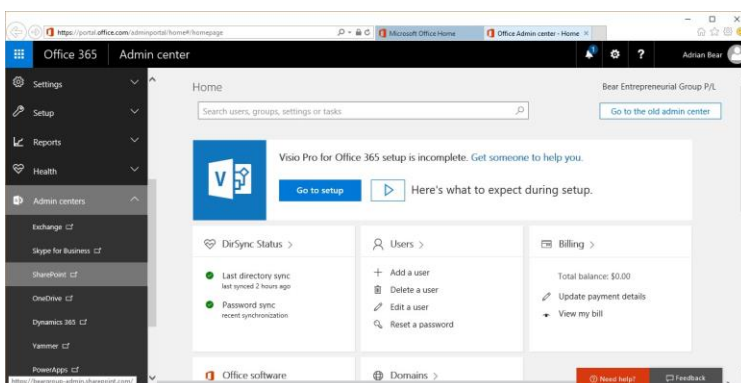 https://portal.office.com/adminportal/home#/homepage
Microsoft Office Home
Office Admin center - Home
Office 365
Admin center
1
?
Adrian Bear
Settings
Setup
Reports
Health
Admin centers
Exchange
Skype for Business
SharePoint
OneDrive
Dynamics 365
Yammer
PowerApps
https://beargroup-admin.sharepoint.com/
Home
Bear Entrepreneurial Group P/L
Search users, groups, settings or tasks
Go to the old admin center
V
Visio Pro for Office 365 setup is incomplete. Get someone to help you.
Go to setup
Here's what to expect during setup.
DirSync Status >
Last directory sync
last synced 2 hours ago
Password sync
recent synchronization
Users >
Add a user
Delete a user
Edit a user
Reset a password
Billing >
Total balance: $0.00
Update payment details
View my bill
Office software
Domains >
Need help?
Feedback